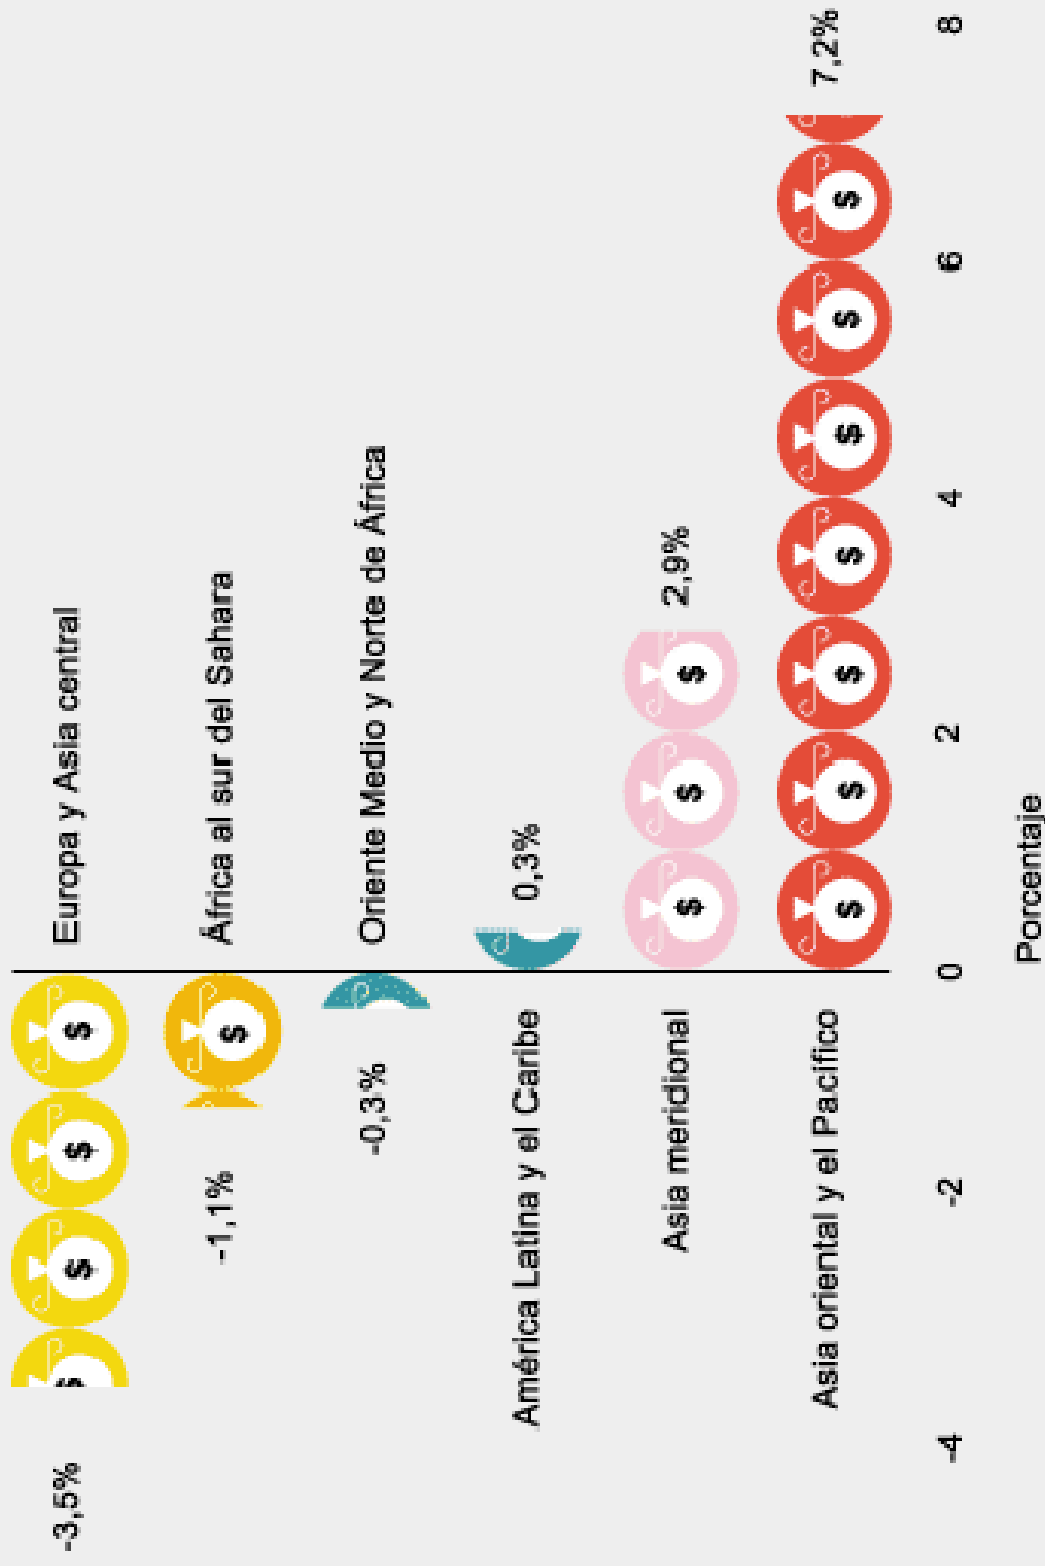 Europa y Asia central
-3,5%
África al sur del Sahara
-1,1%
Oriente Medio y Norte de África
-0,3%
América Latina y el Caribe
0,3%
Asia meridional
2,9%
Asia oriental y el Pacífico
7,2%
-4 -2 0 2 4 6 8
Porcentaje